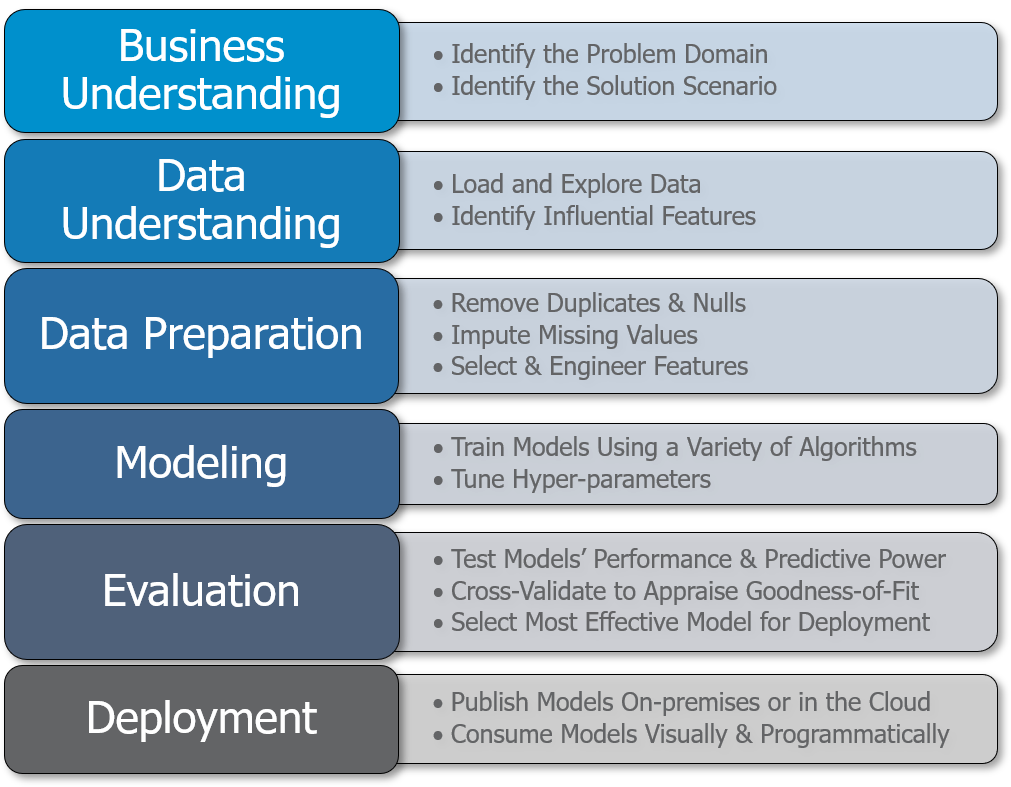 Business
Understanding
• Identify the Problem Domain
• Identify the Solution Scenario
Data
Understanding
• Load and Explore Data
• Identify Influential Features
Data Preparation
• Remove Duplicates & Nulls
• Impute Missing Values
• Select & Engineer Features
Modeling
• Train Models Using a Variety of Algorithms
• Tune Hyper-parameters
Evaluation
• Test Models’ Performance & Predictive Power
• Cross-Validate to Appraise Goodness-of-Fit
• Select Most Effective Model for Deployment
Deployment
• Publish Models On-premises or in the Cloud
• Consume Models Visually & Programmatically